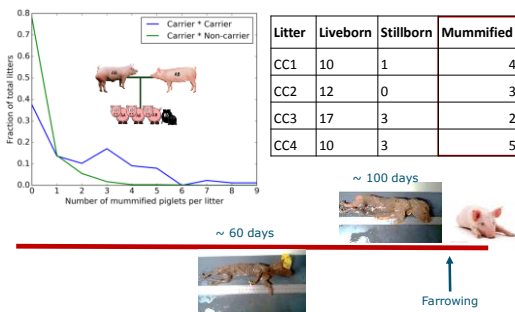 Carrier * Carrier
Carrier * Non-carrier
Fraction of total litters
0.8
0.7
0.6
0.5
0.4
0.3
0.2
0.1
0.0
0 1 2 3 4 5 6 7 8 9
Number of mummified piglets per litter
Litter Liveborn Stillborn Mummified
CC1 10 1 4
CC2 12 0 3
CC3 17 3 2
CC4 10 3 5
~ 100 days
~ 60 days
Farrowing